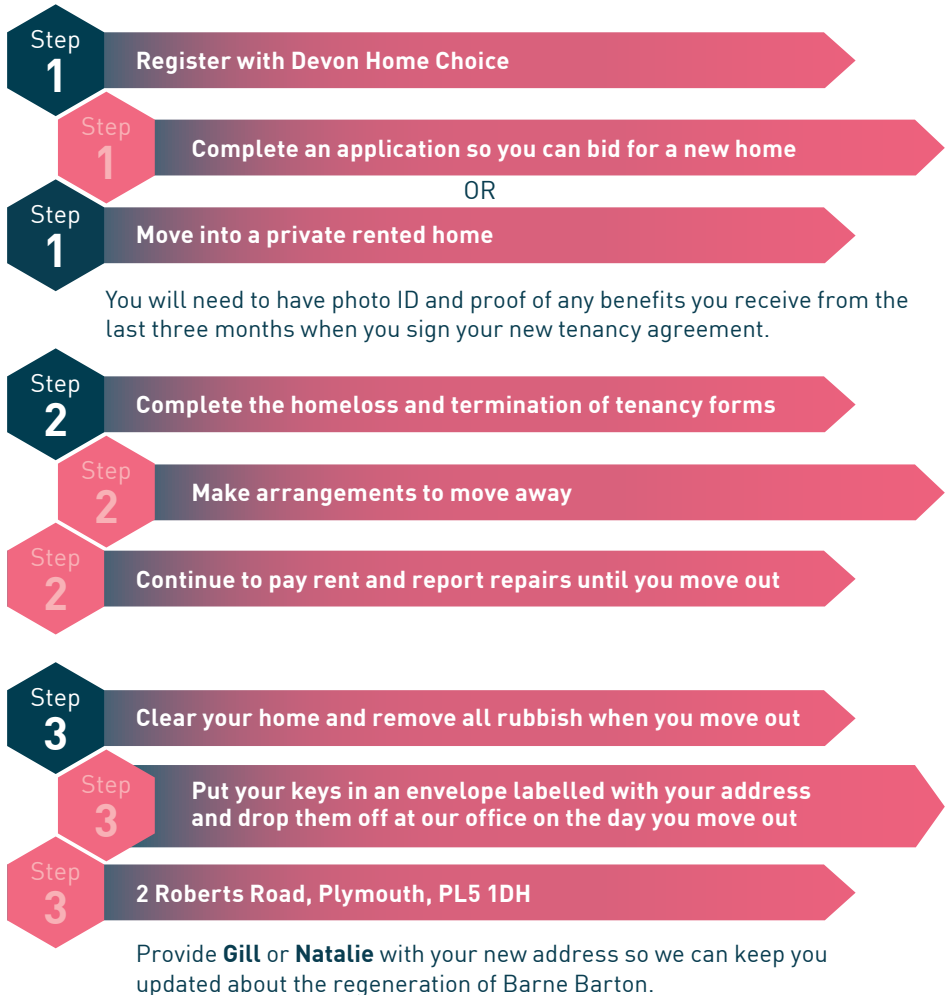 Step
1
Register with Devon Home Choice
Step
1
Complete an application so you can bid for a new home
OR
Step
1
Move into a private rented home
You will need to have photo ID and proof of any benefits you receive from the
last three months when you sign your new tenancy agreement.
Step
2
Complete the homeloss and termination of tenancy forms
Step
2
Make arrangements to move away
Step
2
Continue to pay rent and report repairs until you move out
Step
3
Clear your home and remove all rubbish when you move out
Step
3
Put your keys in an envelope labelled with your address
and drop them off at our office on the day you move out
Step
3
2 Roberts Road, Plymouth, PL5 1DH
Provide Gill or Natalie with your new address so we can keep you
updated about the regeneration of Barne Barton.